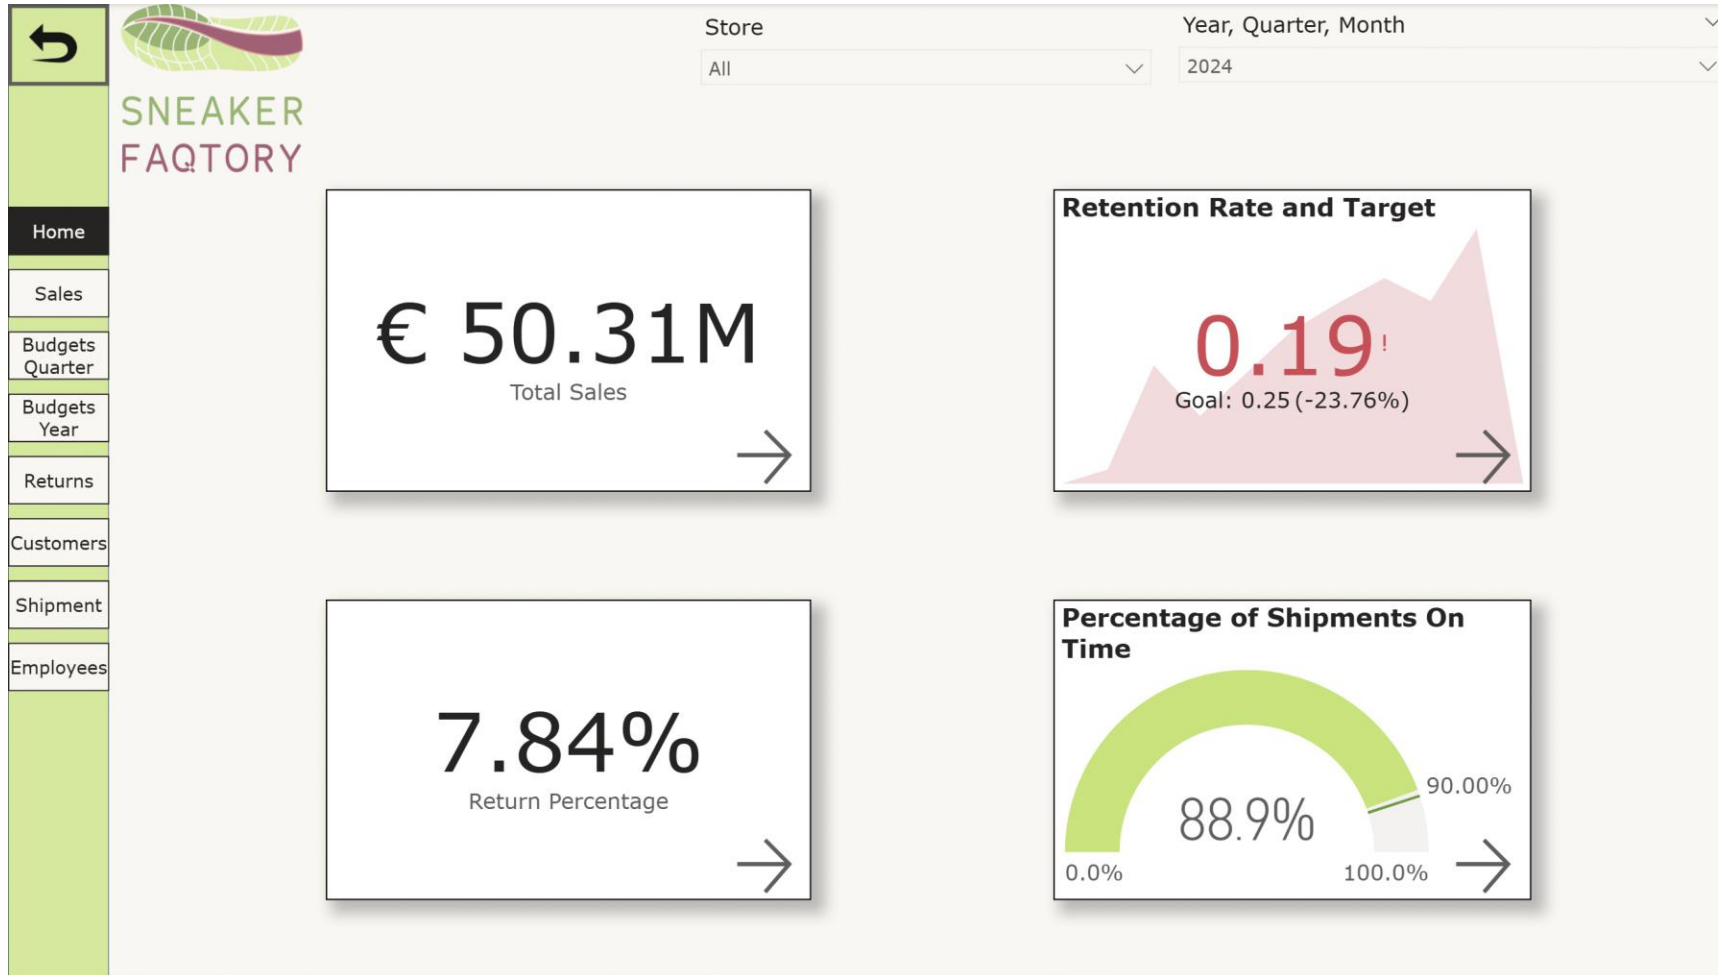 SNEAKER
FAQTORY
Store
All
Year, Quarter, Month
2024
Home
Sales
Budgets
Quarter
Budgets
Year
Returns
Customers
Shipment
Employees
€ 50.31M
Total Sales
Retention Rate and Target
0.19!
Goal: 0.25 (-23.76%)
7.84%
Return Percentage
Percentage of Shipments On
Time
90.00%
88.9%
0.0%
100.0%